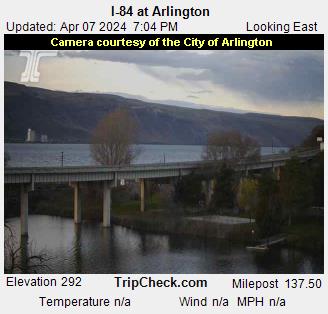 I-84 at Arlington
Updated: Apr 07 2024 7:04 PM Looking East
Camera courtesy of the City of Arlington
Elevation 292 TripCheck.com Milepost 137.50
Temperature n/a Wind n/a MPH n/a